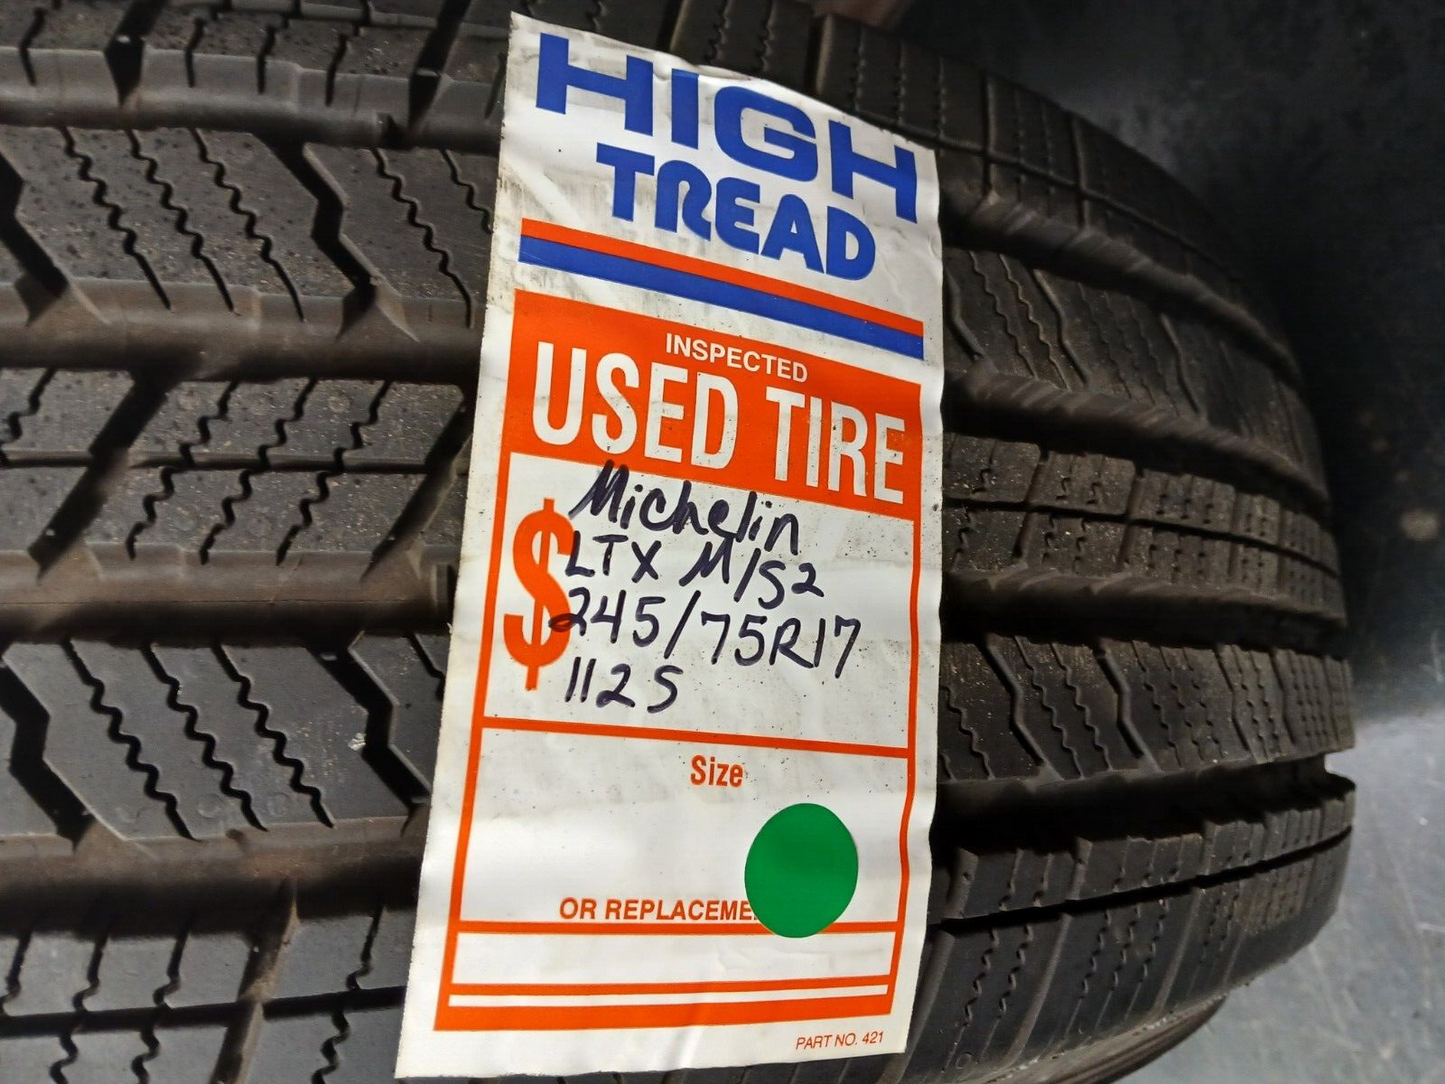 HIGH
TREAD
INSPECTED
USED TIRE
$
Michelin
LTX M/S2
245/75R17
112S
Size
OR REPLACEME
PART NO. 421